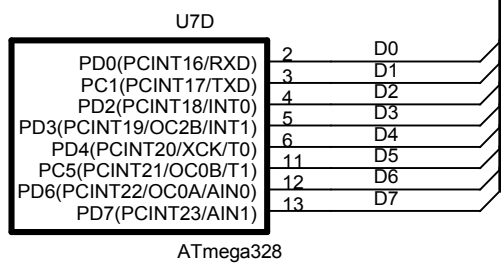 U7D
PD0(PCINT16/RXD) 2 D0
PC1(PCINT17/TXD) 3 D1
PD2(PCINT18/INT0) 4 D2
PD3(PCINT19/OC2B/INT1) 5 D3
PD4(PCINT20/XCK/T0) 6 D4
PC5(PCINT21/OC0B/T1) 11 D5
PD6(PCINT22/OC0A/AIN0) 12 D6
PD7(PCINT23/AIN1) 13 D7
ATmega328